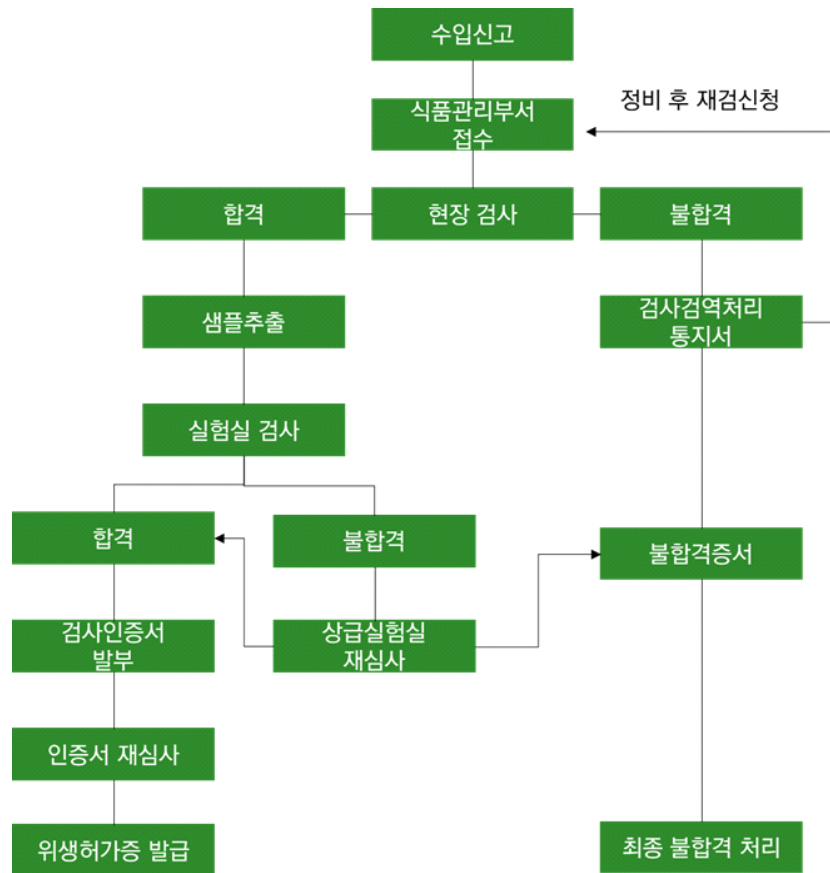 수입신고
식품관리부서
접수
정비 후 재검신청
합격
현장 검사
불합격
샘플추출
검사검역처리
통지서
실험실 검사
합격
불합격
불합격증서
검사인증서
발부
상급실험실
재심사
인증서 재심사
위생허가증 발급
최종 불합격 처리